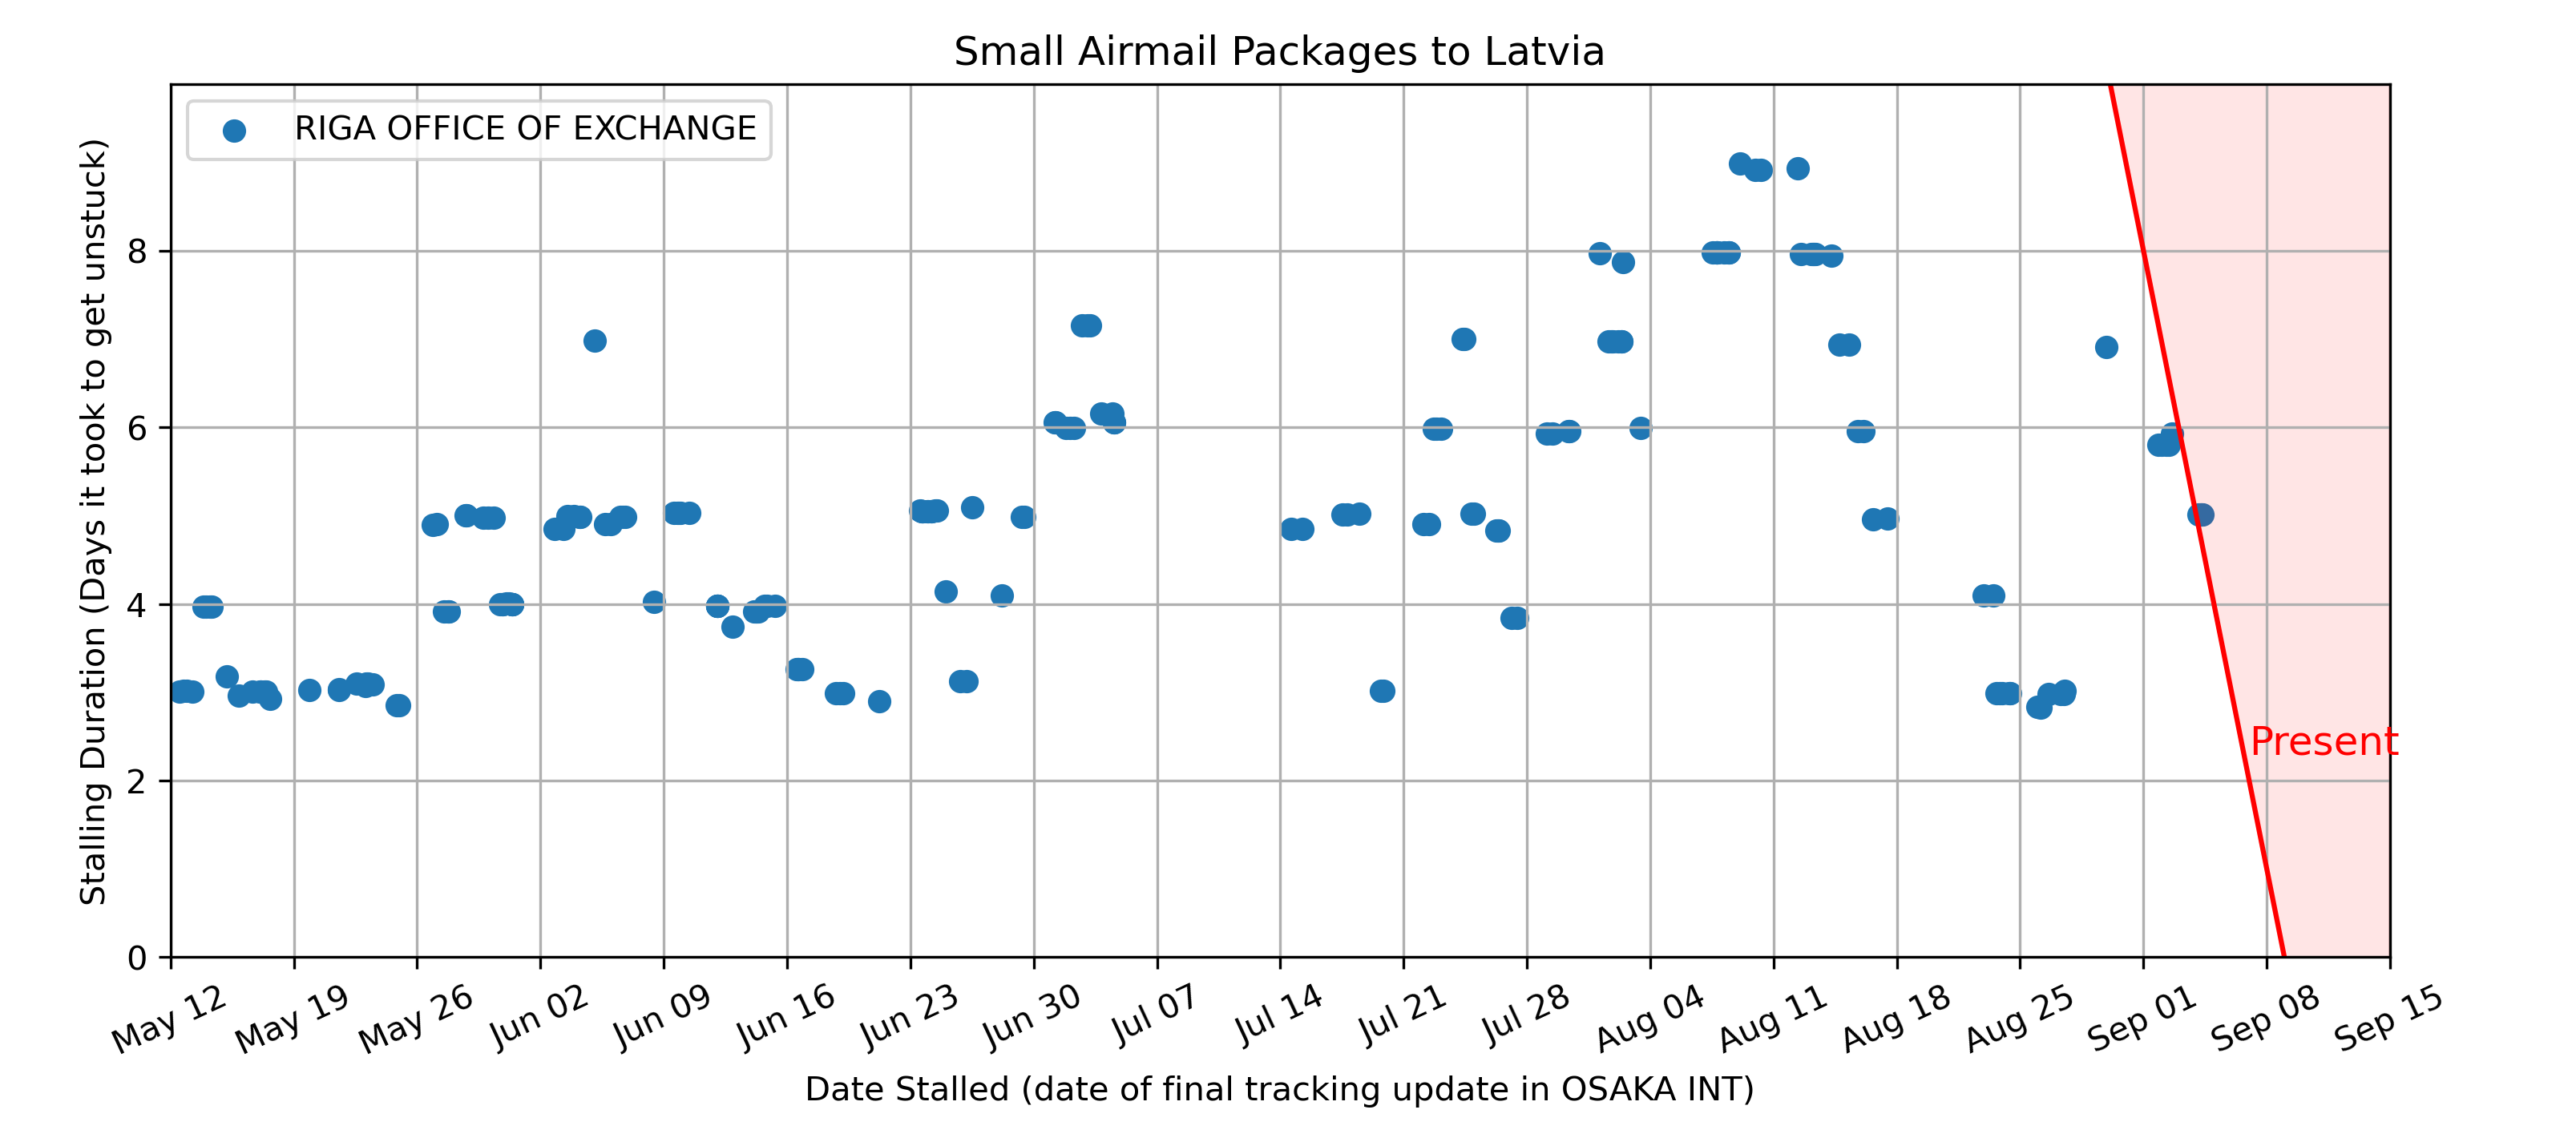 Small Airmail Packages to Latvia
RIGA OFFICE OF EXCHANGE
Stalling Duration (Days it took to get unstuck)
8
6
4
2
0
Present
May 12
May 19
May 26
Jun 02
Jun 09
Jun 16
Jun 23
Jun 30
Jul 07
Jul 14
Jul 21
Jul 28
Aug 04
Aug 11
Aug 18
Aug 25
Sep 01
Sep 08
Sep 15
Date Stalled (date of final tracking update in OSAKA INT)